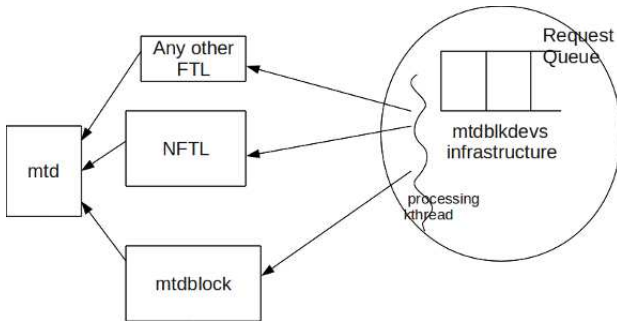 Any other
FTL
Request
Queue
mtdblkdevs
infrastructure
NFTL
mtd
processing
kthread
mtdblock